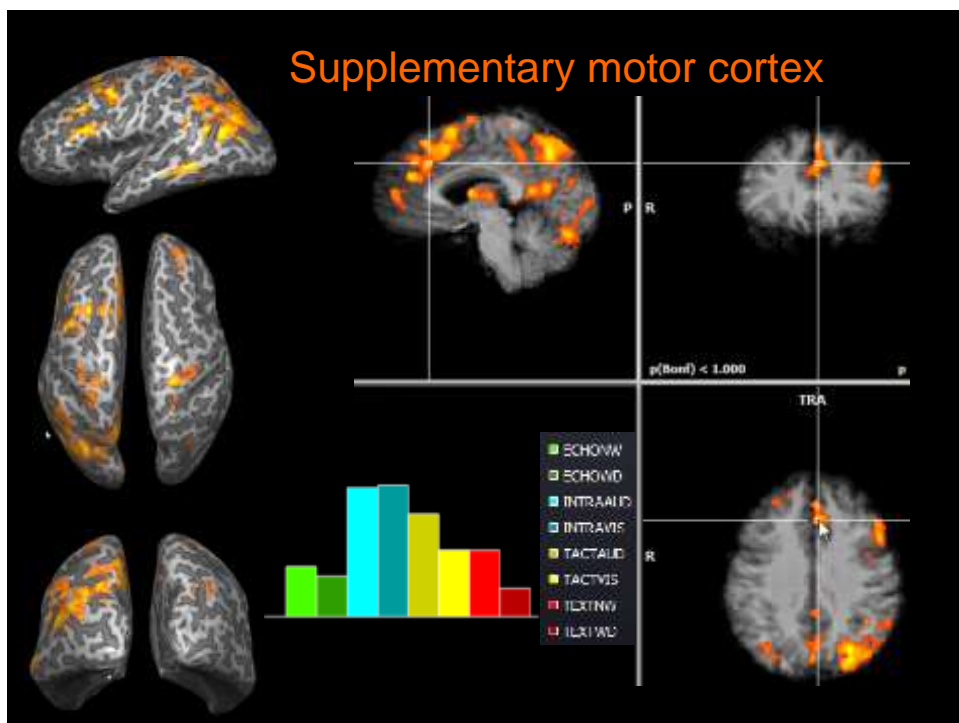 Supplementary motor cortex
P R
p(Bonf) < 1.000 p
TRA
R
ECHONW
ECHOWD
INTRAAUD
INTRAVIS
TACTAUD
TACTVIS
TEXTNW
TEXTWD